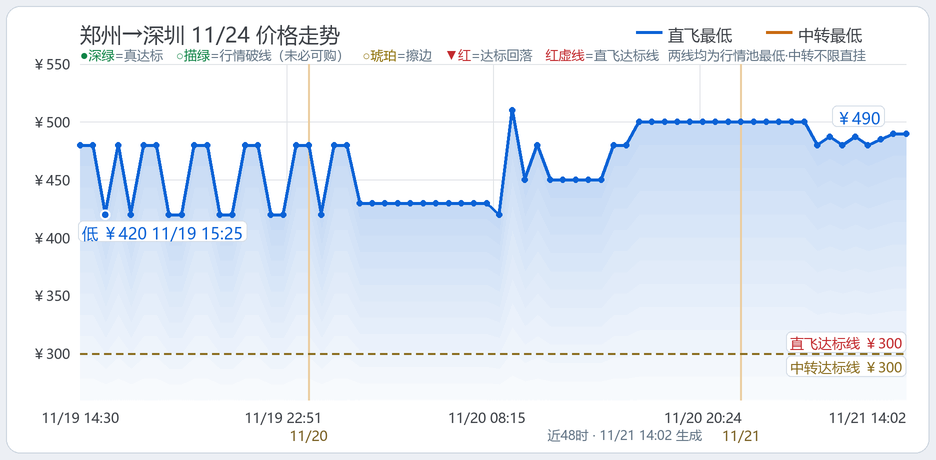 郑州→深圳 11/24 价格走势
直飞最低 中转最低
●深绿=真达标 ○描绿=行情破线（未必可购） ○琥珀=擦边 ▼红=达标回落 红虚线=直飞达标线 两线均为行情池最低·中转不限直挂
￥550
￥500
￥490
￥450
￥400
低 ￥420 11/19 15:25
￥350
￥300
直飞达标线 ￥300
中转达标线 ￥300
11/19 14:30 11/19 22:51 11/20 08:15 11/20 20:24 11/21 14:02
11/20 近48时 · 11/21 14:02 生成 11/21